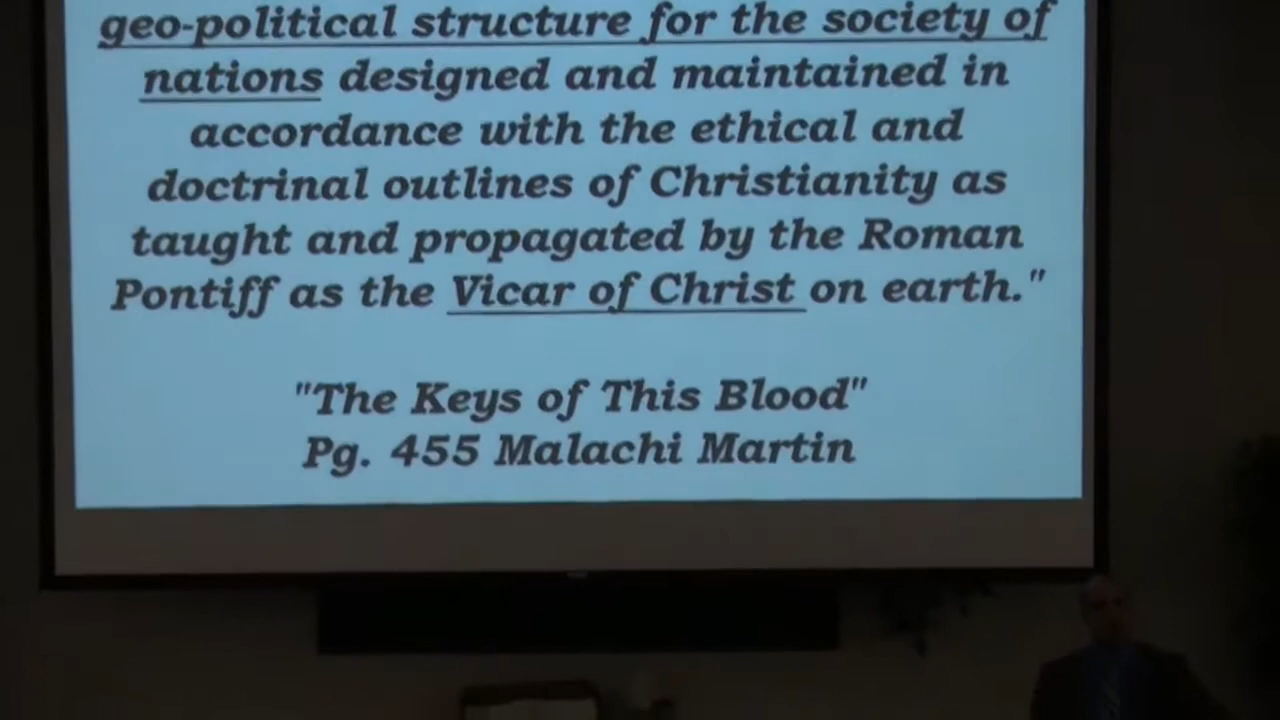 geo-political structure for the society of
nations designed and maintained in
accordance with the ethical and
doctrinal outlines of Christianity as
taught and propagated by the Roman
Pontiff as the Vicar of Christ on earth."
"The Keys of This Blood"
Pg. 455 Malachi Martin